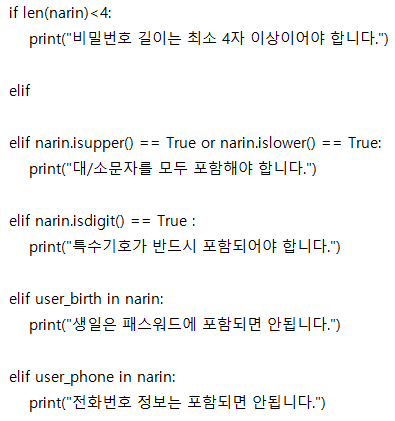 if len(narin)<4:
print("비밀번호 길이는 최소 4자 이상이어야 합니다.")
elif
elif narin.isupper() == True or narin.islower() == True:
print("대/소문자를 모두 포함해야 합니다.")
elif narin.isdigit() == True :
print("특수기호가 반드시 포함되어야 합니다.")
elif user_birth in narin:
print("생일은 패스워드에 포함되면 안됩니다.")
elif user_phone in narin:
print("전화번호 정보는 포함되면 안됩니다.")